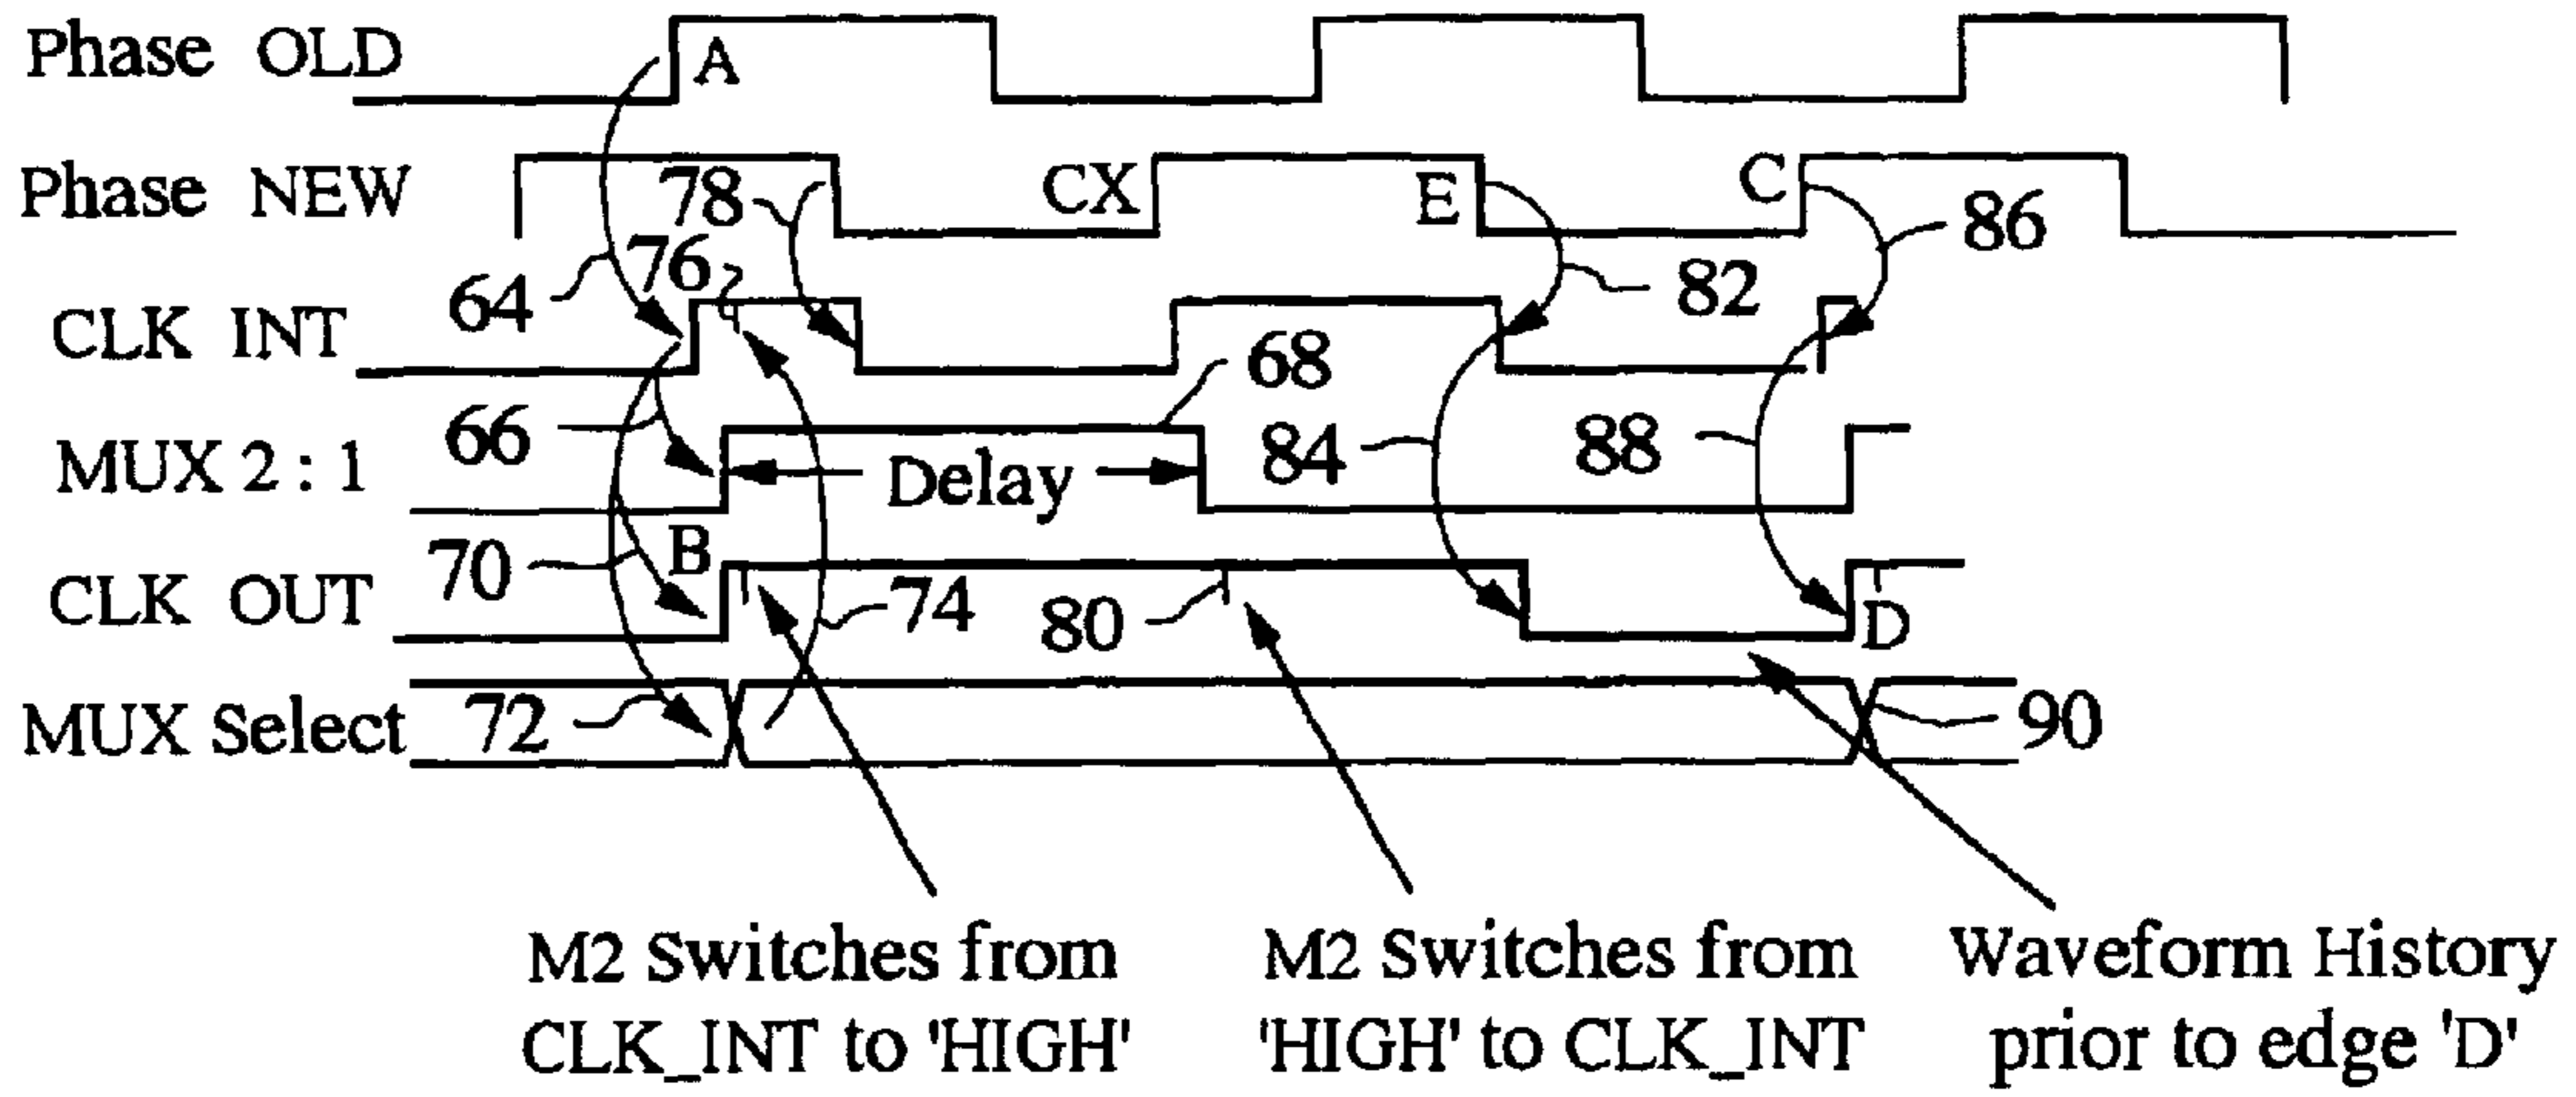 Phase OLD
A
Phase NEW
78
CX
E
C
86
76
64
82
CLK INT
68
66
84
88
MUX 2 : 1
Delay
B
70
CLK OUT
74
80
D
MUX Select
72
90
M2 Switches from
CLK_INT to 'HIGH'
M2 Switches from
'HIGH' to CLK_INT
Waveform History
prior to edge 'D'